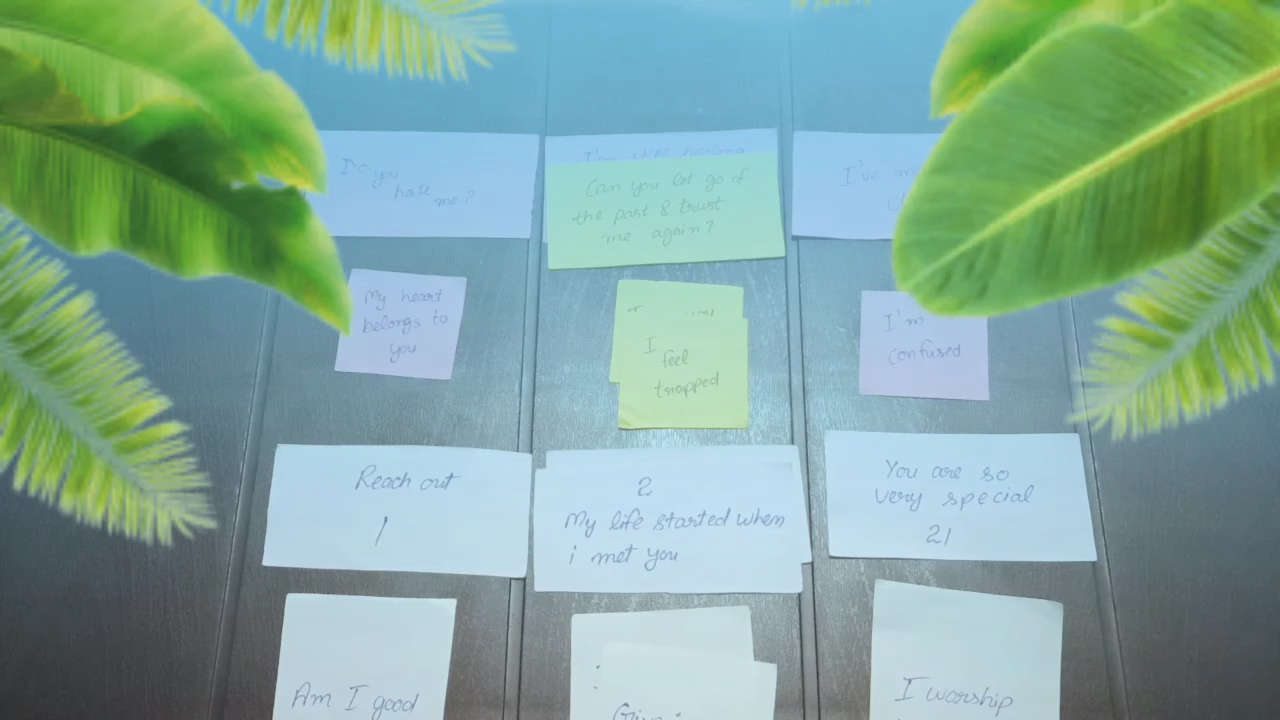 Do you
hate
me?
I'm still
Can you let go of
the past & trust
me again?
I've
My heart
belongs to
you
I
feel
trapped
I'm
confused
Reach out
1
2
My life started when
i met you
You are so
very special
21
Am I good
I worship